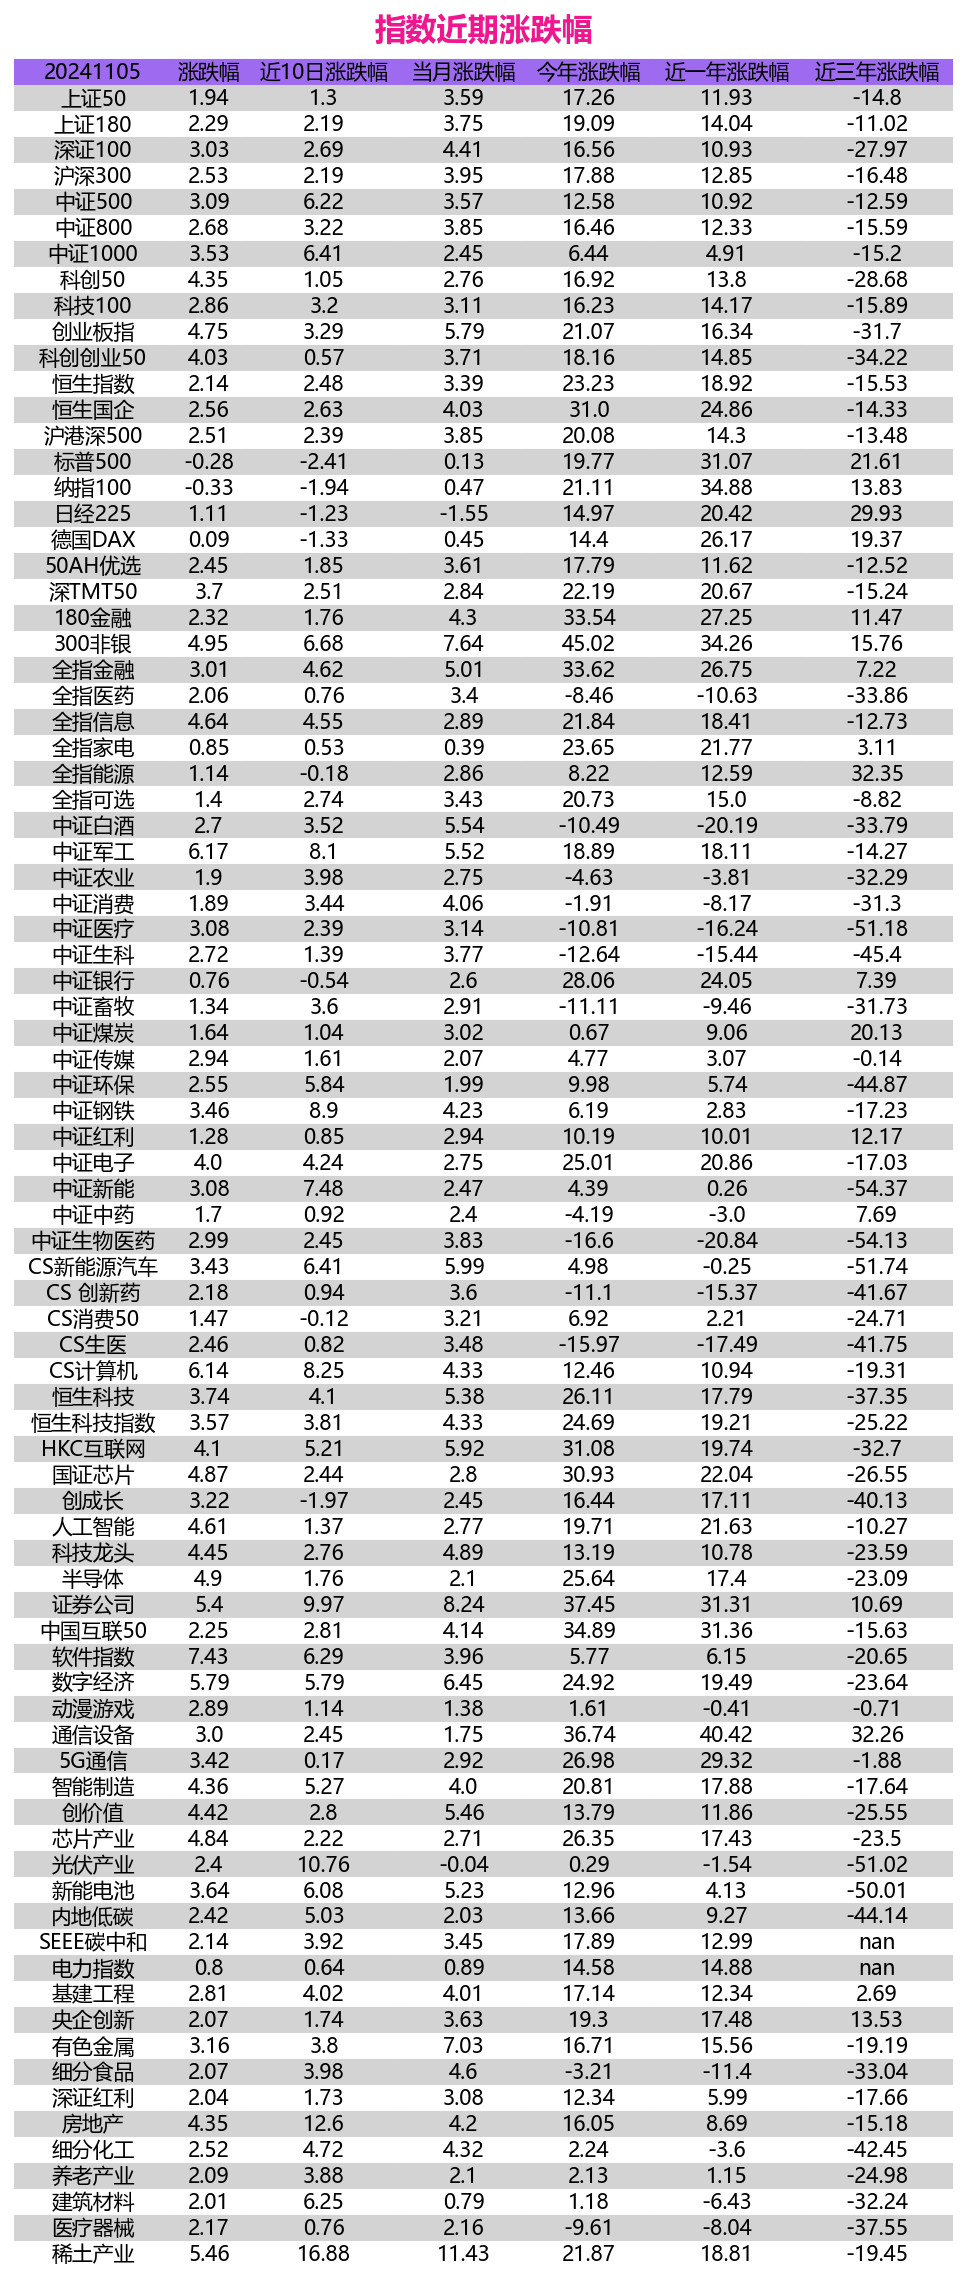 指数近期涨跌幅
20241105 涨跌幅 近10日涨跌幅 当月涨跌幅 今年涨跌幅 近一年涨跌幅 近三年涨跌幅
上证50 1.94 1.3 3.59 17.26 11.93 -14.8
上证180 2.29 2.19 3.75 19.09 14.04 -11.02
深证100 3.03 2.69 4.41 16.56 10.93 -27.97
沪深300 2.53 2.19 3.95 17.88 12.85 -16.48
中证500 3.09 6.22 3.57 12.58 10.92 -12.59
中证800 2.68 3.22 3.85 16.46 12.33 -15.59
中证1000 3.53 6.41 2.45 6.44 4.91 -15.2
科创50 4.35 1.05 2.76 16.92 13.8 -28.68
科技100 2.86 3.2 3.11 16.23 14.17 -15.89
创业板指 4.75 3.29 5.79 21.07 16.34 -31.7
科创创业50 4.03 0.57 3.71 18.16 14.85 -34.22
恒生指数 2.14 2.48 3.39 23.23 18.92 -15.53
恒生国企 2.56 2.63 4.03 31.0 24.86 -14.33
沪港深500 2.51 2.39 3.85 20.08 14.3 -13.48
标普500 -0.28 -2.41 0.13 19.77 31.07 21.61
纳指100 -0.33 -1.94 0.47 21.11 34.88 13.83
日经225 1.11 -1.23 -1.55 14.97 20.42 29.93
德国DAX 0.09 -1.33 0.45 14.4 26.17 19.37
50AH优选 2.45 1.85 3.61 17.79 11.62 -12.52
深TMT50 3.7 2.51 2.84 22.19 20.67 -15.24
180金融 2.32 1.76 4.3 33.54 27.25 11.47
300非银 4.95 6.68 7.64 45.02 34.26 15.76
全指金融 3.01 4.62 5.01 33.62 26.75 7.22
全指医药 2.06 0.76 3.4 -8.46 -10.63 -33.86
全指信息 4.64 4.55 2.89 21.84 18.41 -12.73
全指家电 0.85 0.53 0.39 23.65 21.77 3.11
全指能源 1.14 -0.18 2.86 8.22 12.59 32.35
全指可选 1.4 2.74 3.43 20.73 15.0 -8.82
中证白酒 2.7 3.52 5.54 -10.49 -20.19 -33.79
中证军工 6.17 8.1 5.52 18.89 18.11 -14.27
中证农业 1.9 3.98 2.75 -4.63 -3.81 -32.29
中证消费 1.89 3.44 4.06 -1.91 -8.17 -31.3
中证医疗 3.08 2.39 3.14 -10.81 -16.24 -51.18
中证生科 2.72 1.39 3.77 -12.64 -15.44 -45.4
中证银行 0.76 -0.54 2.6 28.06 24.05 7.39
中证畜牧 1.34 3.6 2.91 -11.11 -9.46 -31.73
中证煤炭 1.64 1.04 3.02 0.67 9.06 20.13
中证传媒 2.94 1.61 2.07 4.77 3.07 -0.14
中证环保 2.55 5.84 1.99 9.98 5.74 -44.87
中证钢铁 3.46 8.9 4.23 6.19 2.83 -17.23
中证红利 1.28 0.85 2.94 10.19 10.01 12.17
中证电子 4.0 4.24 2.75 25.01 20.86 -17.03
中证新能 3.08 7.48 2.47 4.39 0.26 -54.37
中证中药 1.7 0.92 2.4 -4.19 -3.0 7.69
中证生物医药 2.99 2.45 3.83 -16.6 -20.84 -54.13
CS新能源汽车 3.43 6.41 5.99 4.98 -0.25 -51.74
CS 创新药 2.18 0.94 3.6 -11.1 -15.37 -41.67
CS消费50 1.47 -0.12 3.21 6.92 2.21 -24.71
CS生医 2.46 0.82 3.48 -15.97 -17.49 -41.75
CS计算机 6.14 8.25 4.33 12.46 10.94 -19.31
恒生科技 3.74 4.1 5.38 26.11 17.79 -37.35
恒生科技指数 3.57 3.81 4.33 24.69 19.21 -25.22
HKC互联网 4.1 5.21 5.92 31.08 19.74 -32.7
国证芯片 4.87 2.44 2.8 30.93 22.04 -26.55
创成长 3.22 -1.97 2.45 16.44 17.11 -40.13
人工智能 4.61 1.37 2.77 19.71 21.63 -10.27
科技龙头 4.45 2.76 4.89 13.19 10.78 -23.59
半导体 4.9 1.76 2.1 25.64 17.4 -23.09
证券公司 5.4 9.97 8.24 37.45 31.31 10.69
中国互联50 2.25 2.81 4.14 34.89 31.36 -15.63
软件指数 7.43 6.29 3.96 5.77 6.15 -20.65
数字经济 5.79 5.79 6.45 24.92 19.49 -23.64
动漫游戏 2.89 1.14 1.38 1.61 -0.41 -0.71
通信设备 3.0 2.45 1.75 36.74 40.42 32.26
5G通信 3.42 0.17 2.92 26.98 29.32 -1.88
智能制造 4.36 5.27 4.0 20.81 17.88 -17.64
创价值 4.42 2.8 5.46 13.79 11.86 -25.55
芯片产业 4.84 2.22 2.71 26.35 17.43 -23.5
光伏产业 2.4 10.76 -0.04 0.29 -1.54 -51.02
新能电池 3.64 6.08 5.23 12.96 4.13 -50.01
内地低碳 2.42 5.03 2.03 13.66 9.27 -44.14
SEEE碳中和 2.14 3.92 3.45 17.89 12.99 nan
电力指数 0.8 0.64 0.89 14.58 14.88 nan
基建工程 2.81 4.02 4.01 17.14 12.34 2.69
央企创新 2.07 1.74 3.63 19.3 17.48 13.53
有色金属 3.16 3.8 7.03 16.71 15.56 -19.19
细分食品 2.07 3.98 4.6 -3.21 -11.4 -33.04
深证红利 2.04 1.73 3.08 12.34 5.99 -17.66
房地产 4.35 12.6 4.2 16.05 8.69 -15.18
细分化工 2.52 4.72 4.32 2.24 -3.6 -42.45
养老产业 2.09 3.88 2.1 2.13 1.15 -24.98
建筑材料 2.01 6.25 0.79 1.18 -6.43 -32.24
医疗器械 2.17 0.76 2.16 -9.61 -8.04 -37.55
稀土产业 5.46 16.88 11.43 21.87 18.81 -19.45